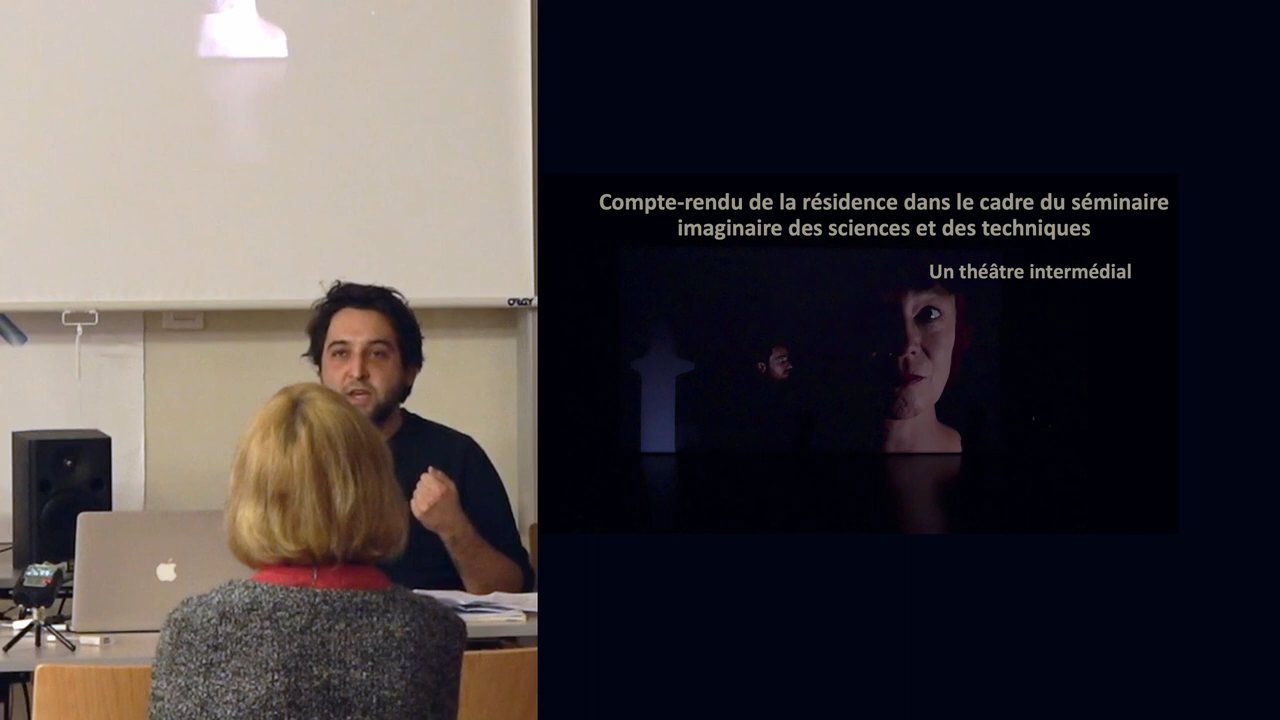 Compte-rendu de la résidence dans le cadre du séminaire
imaginaire des sciences et des techniques
Un théâtre intermédial
ORAY